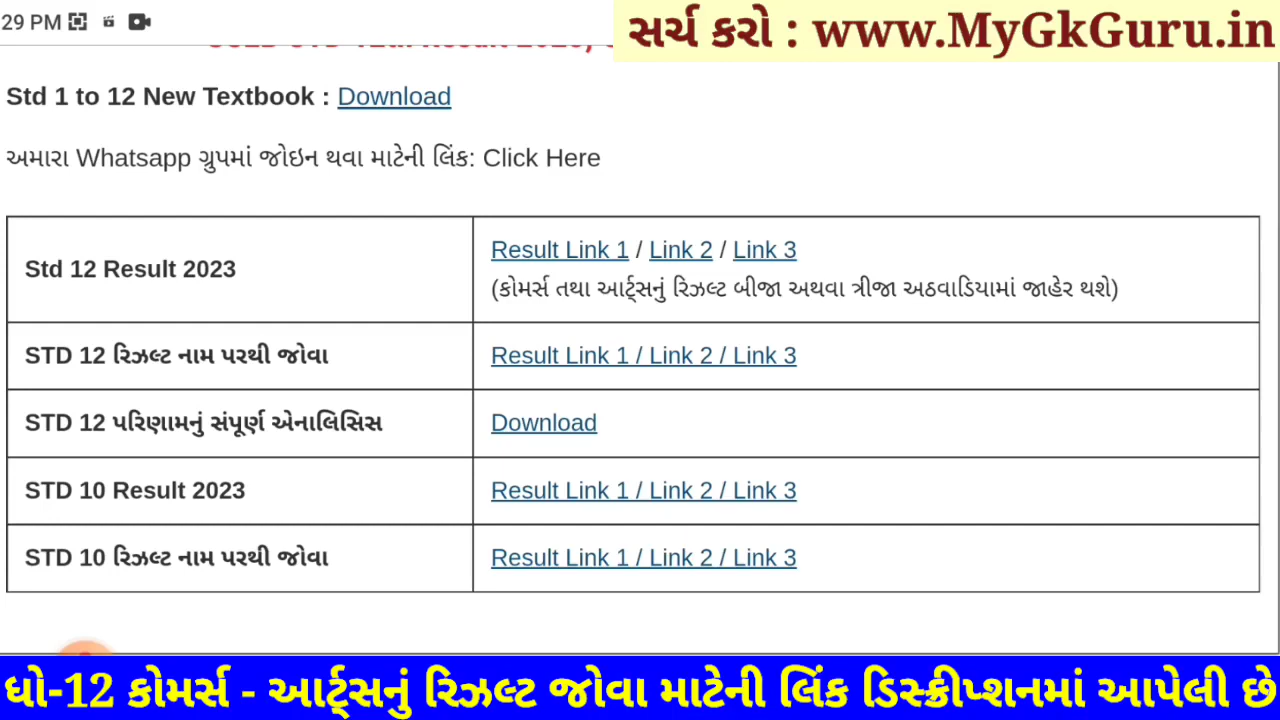 29 PM
સર્ચ કરો : www.MyGkGuru.in
Std 1 to 12 New Textbook : Download
અમારા Whatsapp ગ્રુપમાં જોઇન થવા માટેની લિંક: Click Here
Std 12 Result 2023
Result Link 1 / Link 2 / Link 3
(કોમર્સ તથા આર્ટ્સનું રિઝલ્ટ બીજા અથવા ત્રીજા અઠવાડિયામાં જાહેર થશે)
STD 12 રિઝલ્ટ નામ પરથી જોવા
Result Link 1 / Link 2 / Link 3
STD 12 પરિણામનું સંપૂર્ણ એનાલિસિસ
Download
STD 10 Result 2023
Result Link 1 / Link 2 / Link 3
STD 10 રિઝલ્ટ નામ પરથી જોવા
Result Link 1 / Link 2 / Link 3
ધો-12 કોમર્સ - આર્ટ્સનું રિઝલ્ટ જોવા માટેની લિંક ડિસ્ક્રીપ્શનમાં આપેલી છે